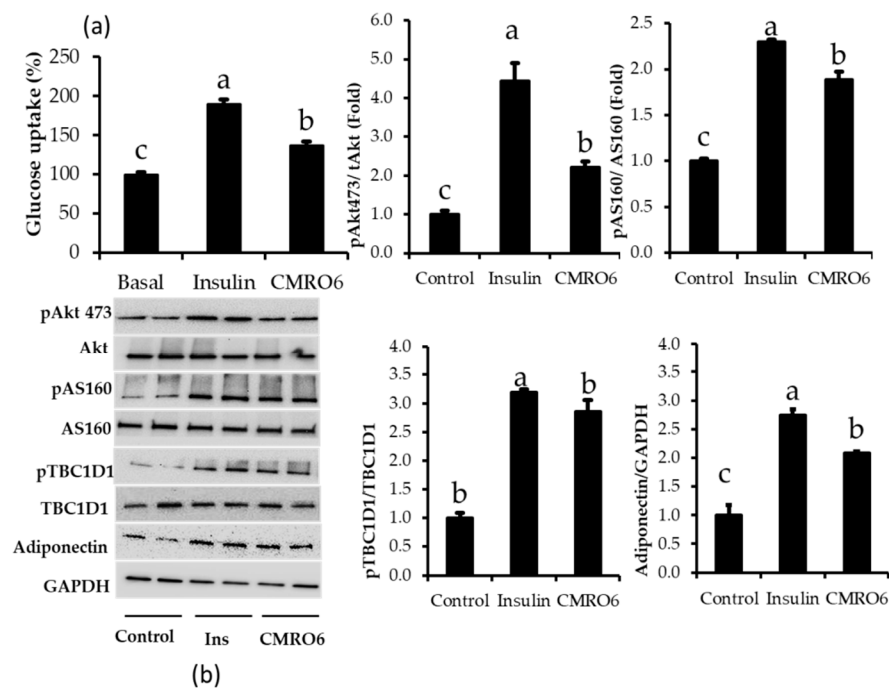 (a)
Glucose uptake (%)
250
200
150
100
50
0
c
a
b
Basal Insulin CMRO6
pAkt473/ tAkt (Fold)
6.0
5.0
4.0
3.0
2.0
1.0
0.0
c
a
b
Control Insulin CMRO6
pAS160/ AS160 (Fold)
2.5
2.0
1.5
1.0
0.5
0.0
c
a
b
Control Insulin CMRO6
pAkt 473
Akt
pAS160
AS160
pTBC1D1
TBC1D1
Adiponectin
GAPDH
Control Ins CMRO6
(b)
pTBC1D1/TBC1D1
4.0
3.5
3.0
2.5
2.0
1.5
1.0
0.5
0.0
b
a
b
Control Insulin CMRO6
Adiponectin/GAPDH
4.0
3.5
3.0
2.5
2.0
1.5
1.0
0.5
0.0
c
a
b
Control Insulin CMRO6